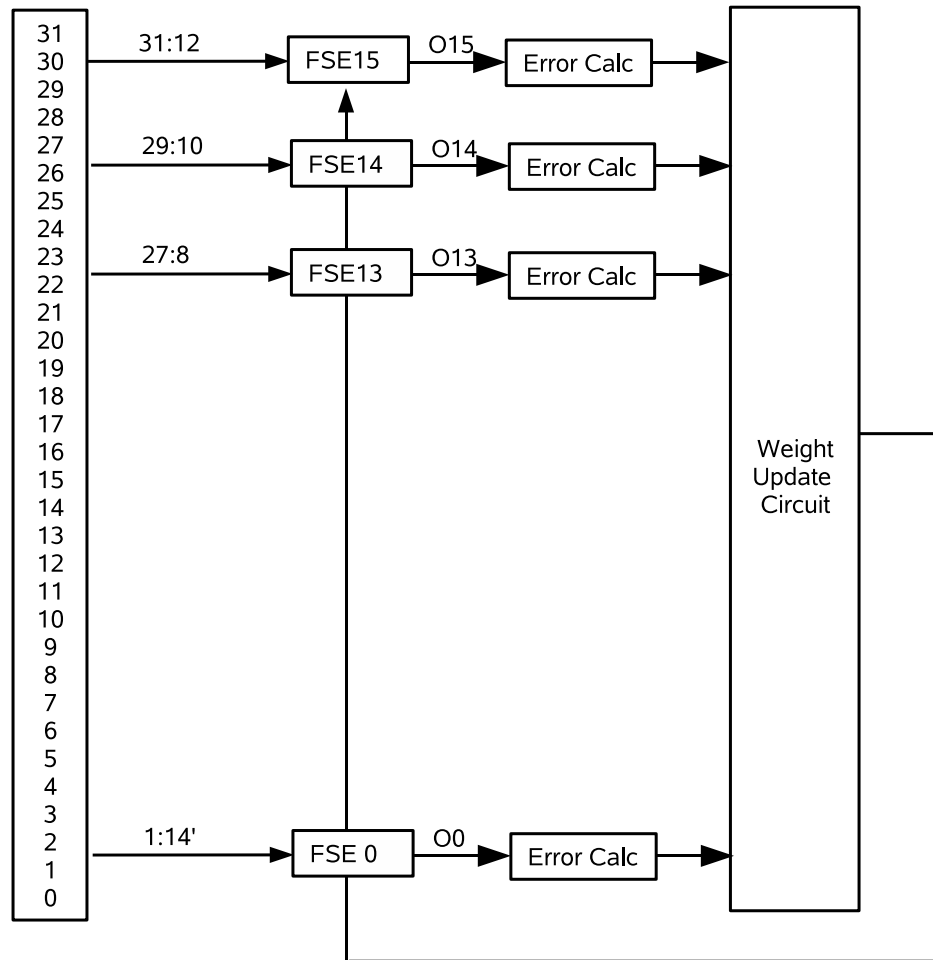 31
30
29
28
27
26
25
24
23
22
21
20
19
18
17
16
15
14
13
12
11
10
9
8
7
6
5
4
3
2
1
0
31:12
FSE15
O15
Error Calc
29:10
FSE14
O14
Error Calc
27:8
FSE13
O13
Error Calc
1:14'
FSE 0
O0
Error Calc
Weight
Update
Circuit